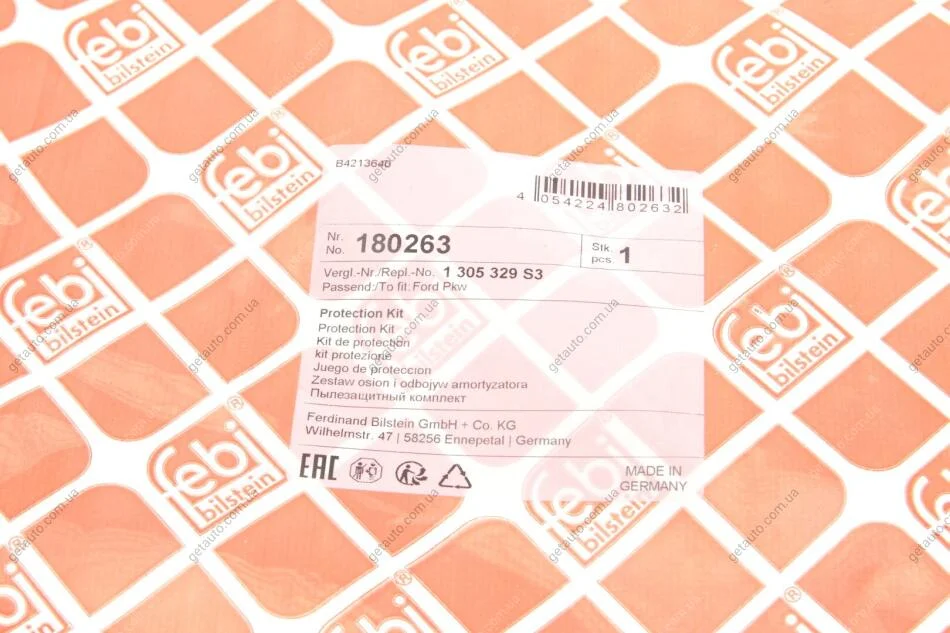 febi
bilstein
B4213640
4 054224 802632
Nr.
No. 180263
Stk.
pcs. 1
Vergl.-Nr./Repl.-No. 1 305 329 S3
Passend:/To fit: Ford Pkw
Protection Kit
Protection Kit
Kit de protection
kit protezione
Juego de proteccion
Zestaw osion i odbojyw amortyzatora
Пылезащитный комплект
Ferdinand Bilstein GmbH + Co. KG
Wilhelmstr. 47 | 58256 Ennepetal | Germany
EAC
MADE IN
GERMANY
getauto.com.ua